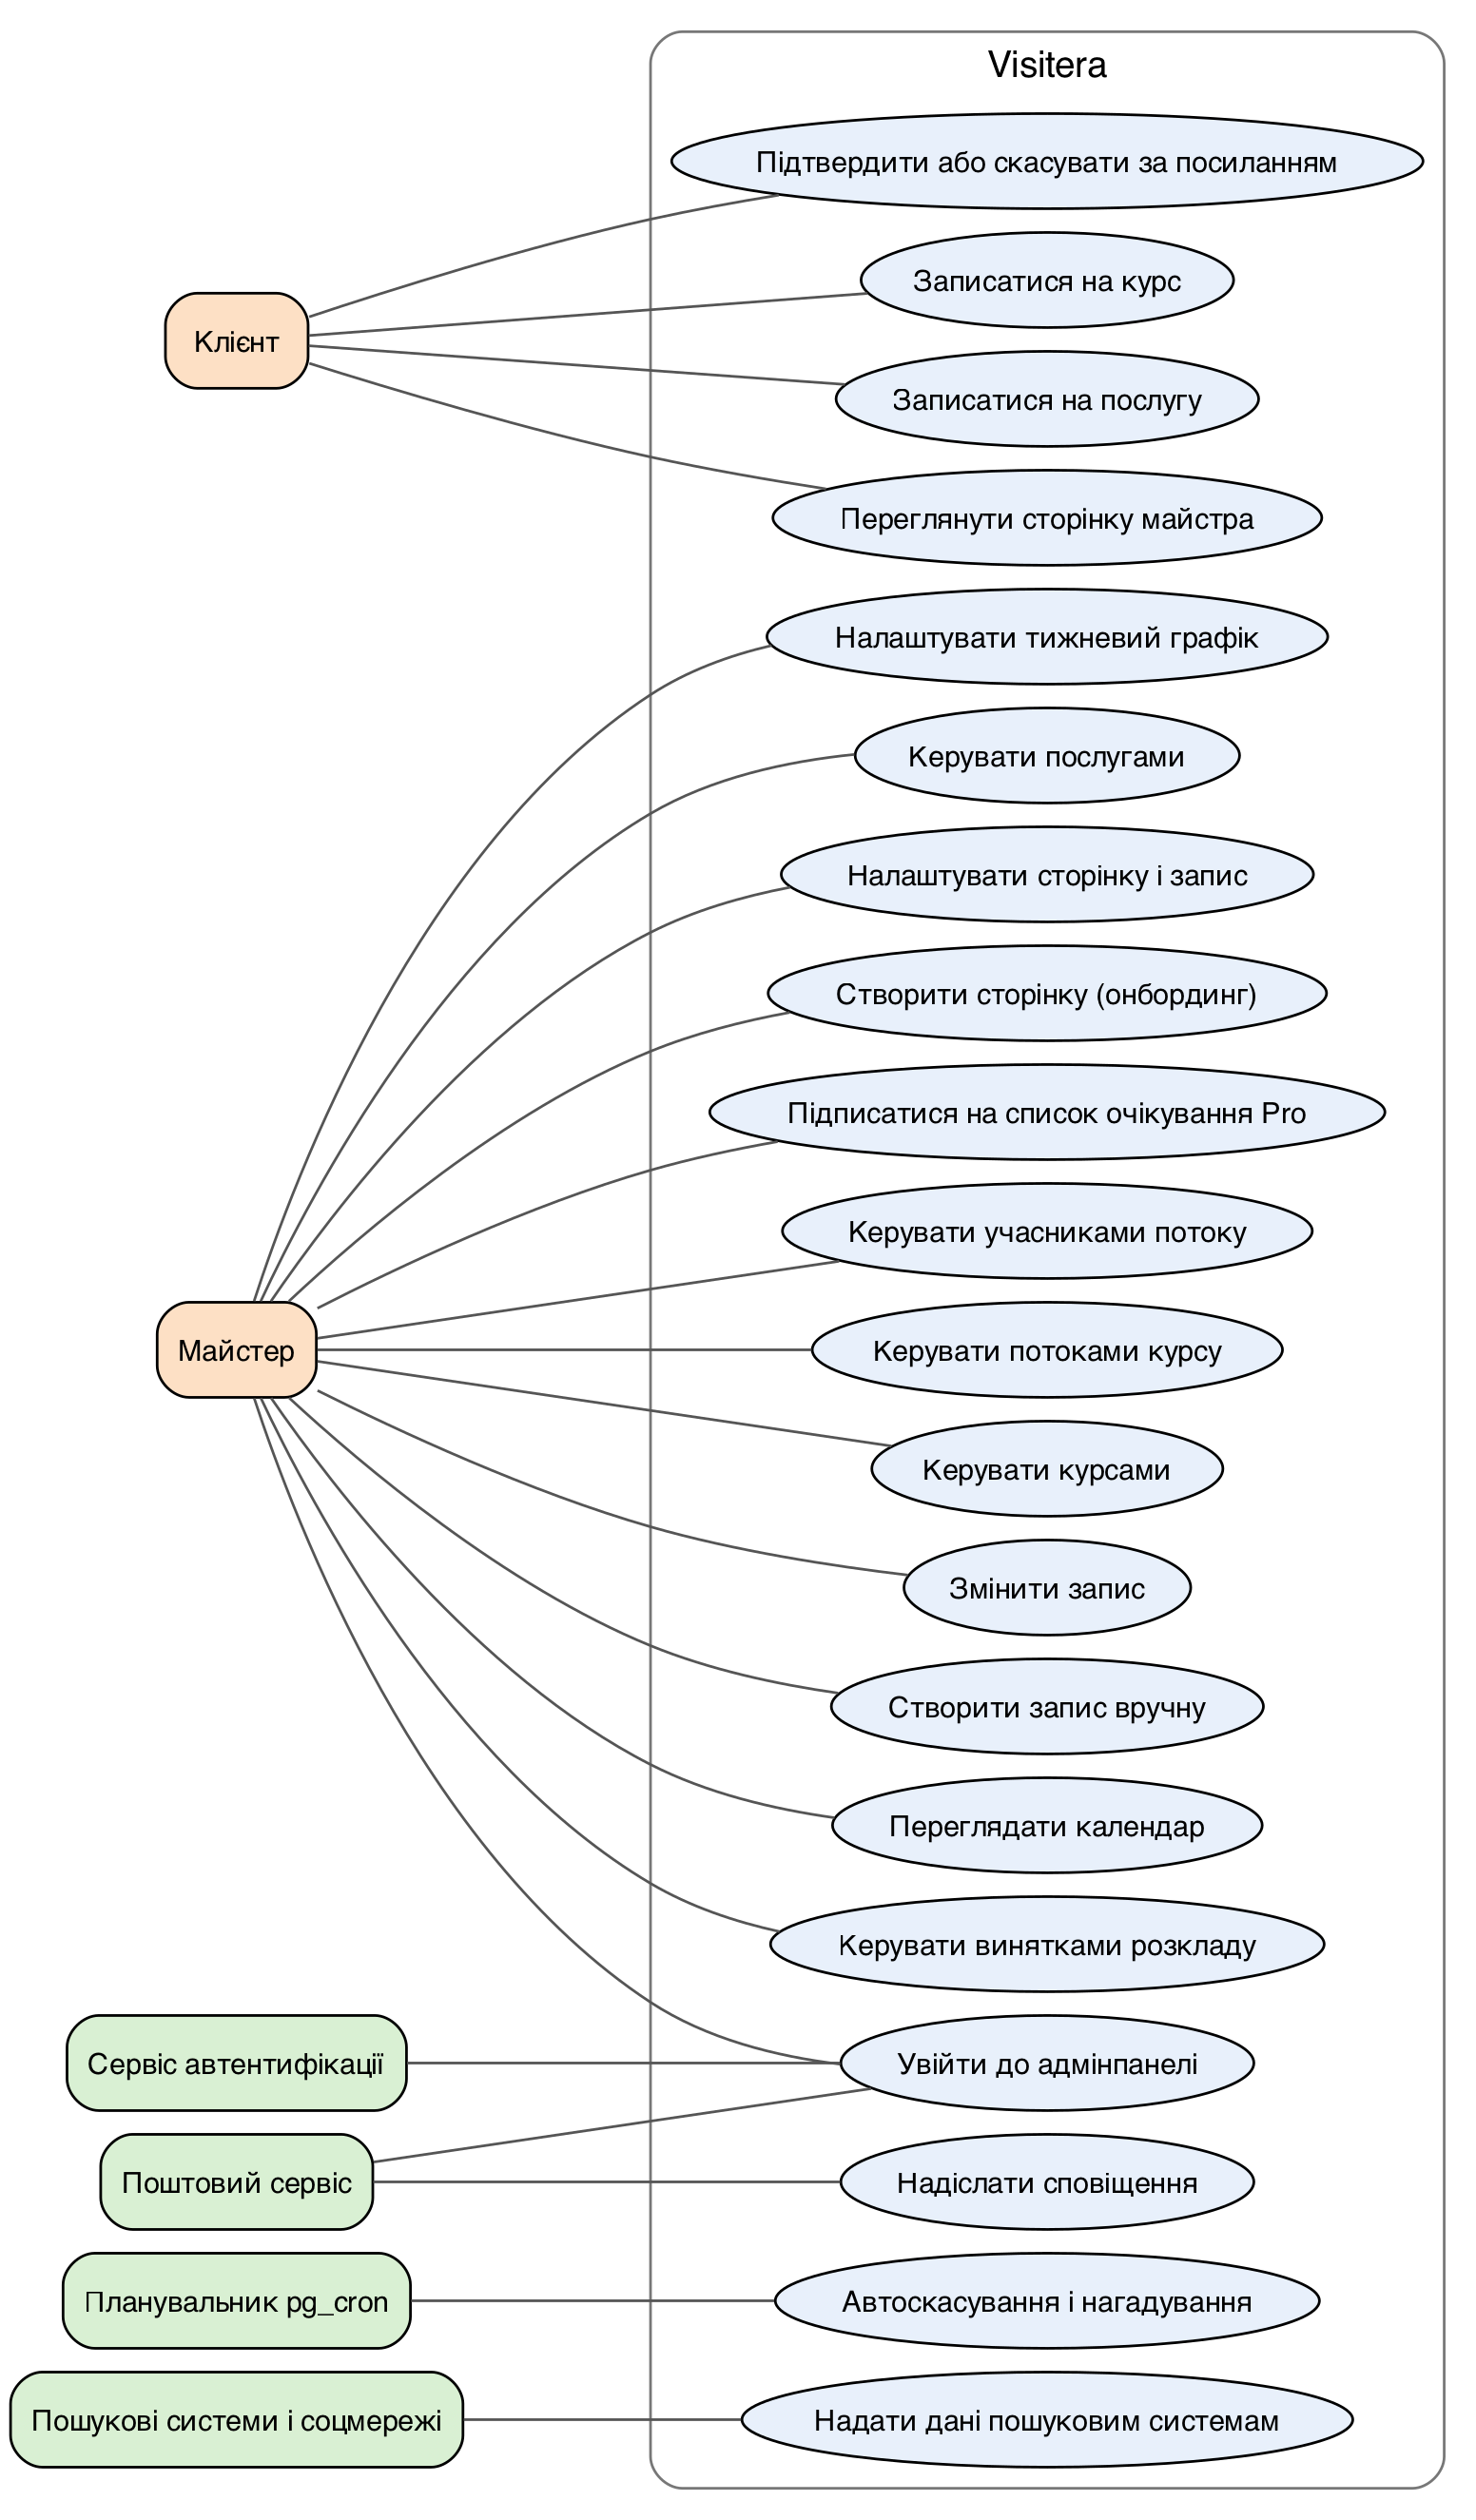 Visitera
Підтвердити або скасувати за посиланням
Записатися на курс
Клієнт
Записатися на послугу
Переглянути сторінку майстра
Налаштувати тижневий графік
Керувати послугами
Налаштувати сторінку і запис
Створити сторінку (онбординг)
Підписатися на список очікування Pro
Керувати учасниками потоку
Майстер
Керувати потоками курсу
Керувати курсами
Змінити запис
Створити запис вручну
Переглядати календар
Керувати винятками розкладу
Сервіс автентифікації
Увійти до адмінпанелі
Поштовий сервіс
Надіслати сповіщення
Планувальник pg_cron
Автоскасування і нагадування
Пошукові системи і соцмережі
Надати дані пошуковим системам